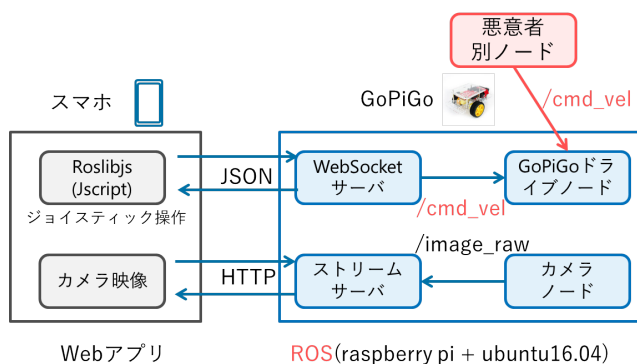 悪意者
別ノード
スマホ
GoPiGo
/cmd_vel
Roslibjs
(Jscript)
JSON
WebSocket
サーバ
GoPiGoドラ
イブノード
ジョイスティック操作
/cmd_vel
/image_raw
カメラ映像
HTTP
ストリーム
サーバ
カメラ
ノード
Webアプリ
ROS(raspberry pi + ubuntu16.04)